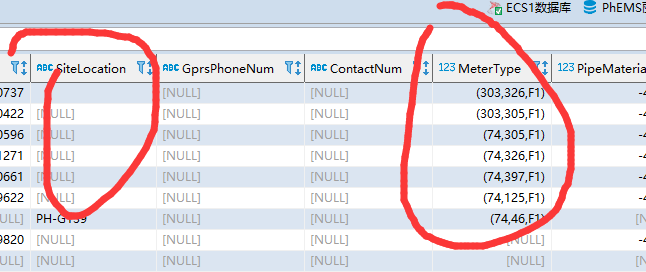 ECS1数据库 PhEMS
ABC SiteLocation ABC GprsPhoneNum ABC ContactNum 123 MeterType 123 PipeMateria
0737 [NULL] [NULL] [NULL] (303,326,F1) -4
0422 [NULL] [NULL] [NULL] (303,305,F1) -4
0596 [NULL] [NULL] [NULL] (74,305,F1) -4
1271 [NULL] [NULL] [NULL] (74,326,F1) -4
0661 [NULL] [NULL] [NULL] (74,397,F1) -4
9622 [NULL] [NULL] [NULL] (74,125,F1) -4
PH-G139 [NULL] [NULL] (74,46,F1)
9820 [NULL] [NULL] [NULL] [NULL] -4
[NULL] [NULL] [NULL] [NULL]